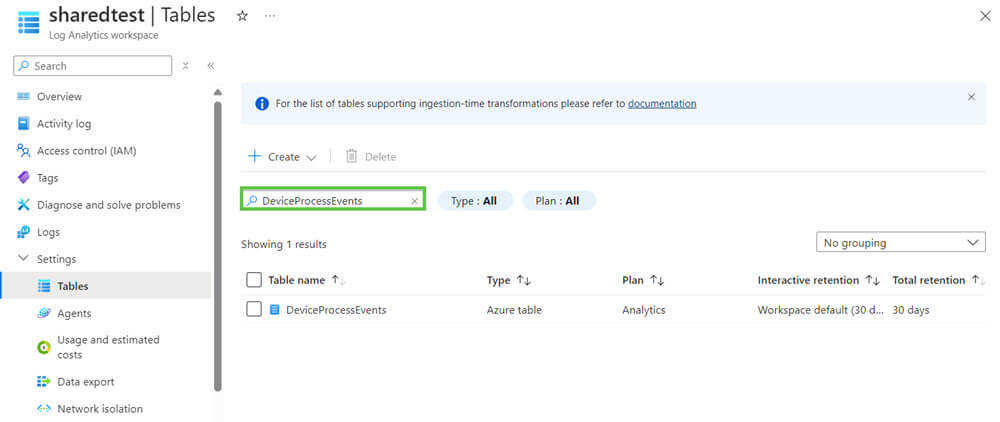 sharedtest | Tables
Log Analytics workspace
Search
Overview
Activity log
Access control (IAM)
Tags
Diagnose and solve problems
Logs
Settings
Tables
Agents
Usage and estimated
costs
Data export
Network isolation
For the list of tables supporting ingestion-time transformations please refer to documentation
Create
Delete
DeviceProcessEvents
Type : All
Plan : All
Showing 1 results
No grouping
Table name Type Plan Interactive retention Total retention
DeviceProcessEvents Azure table Analytics Workspace default (30 d... 30 days